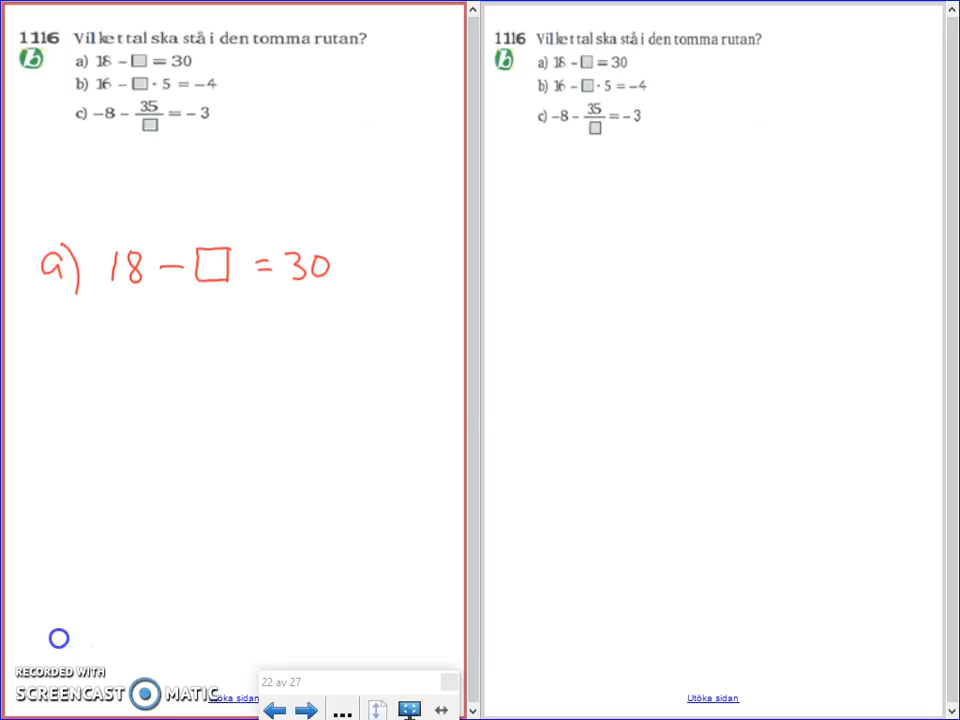 1116 Vilket tal ska stå i den tomma rutan?
b
a) 18 - □ = 30
b) 16 - □ · 5 = -4
c) -8 - 35/□ = -3
a) 18 - □ = 30
RECORDED WITH
SCREENCAST MATIC
Utöka sidan
22 av 27
...
1116 Vilket tal ska stå i den tomma rutan?
b
a) 18 - □ = 30
b) 16 - □ · 5 = -4
c) -8 - 35/□ = -3
Utöka sidan